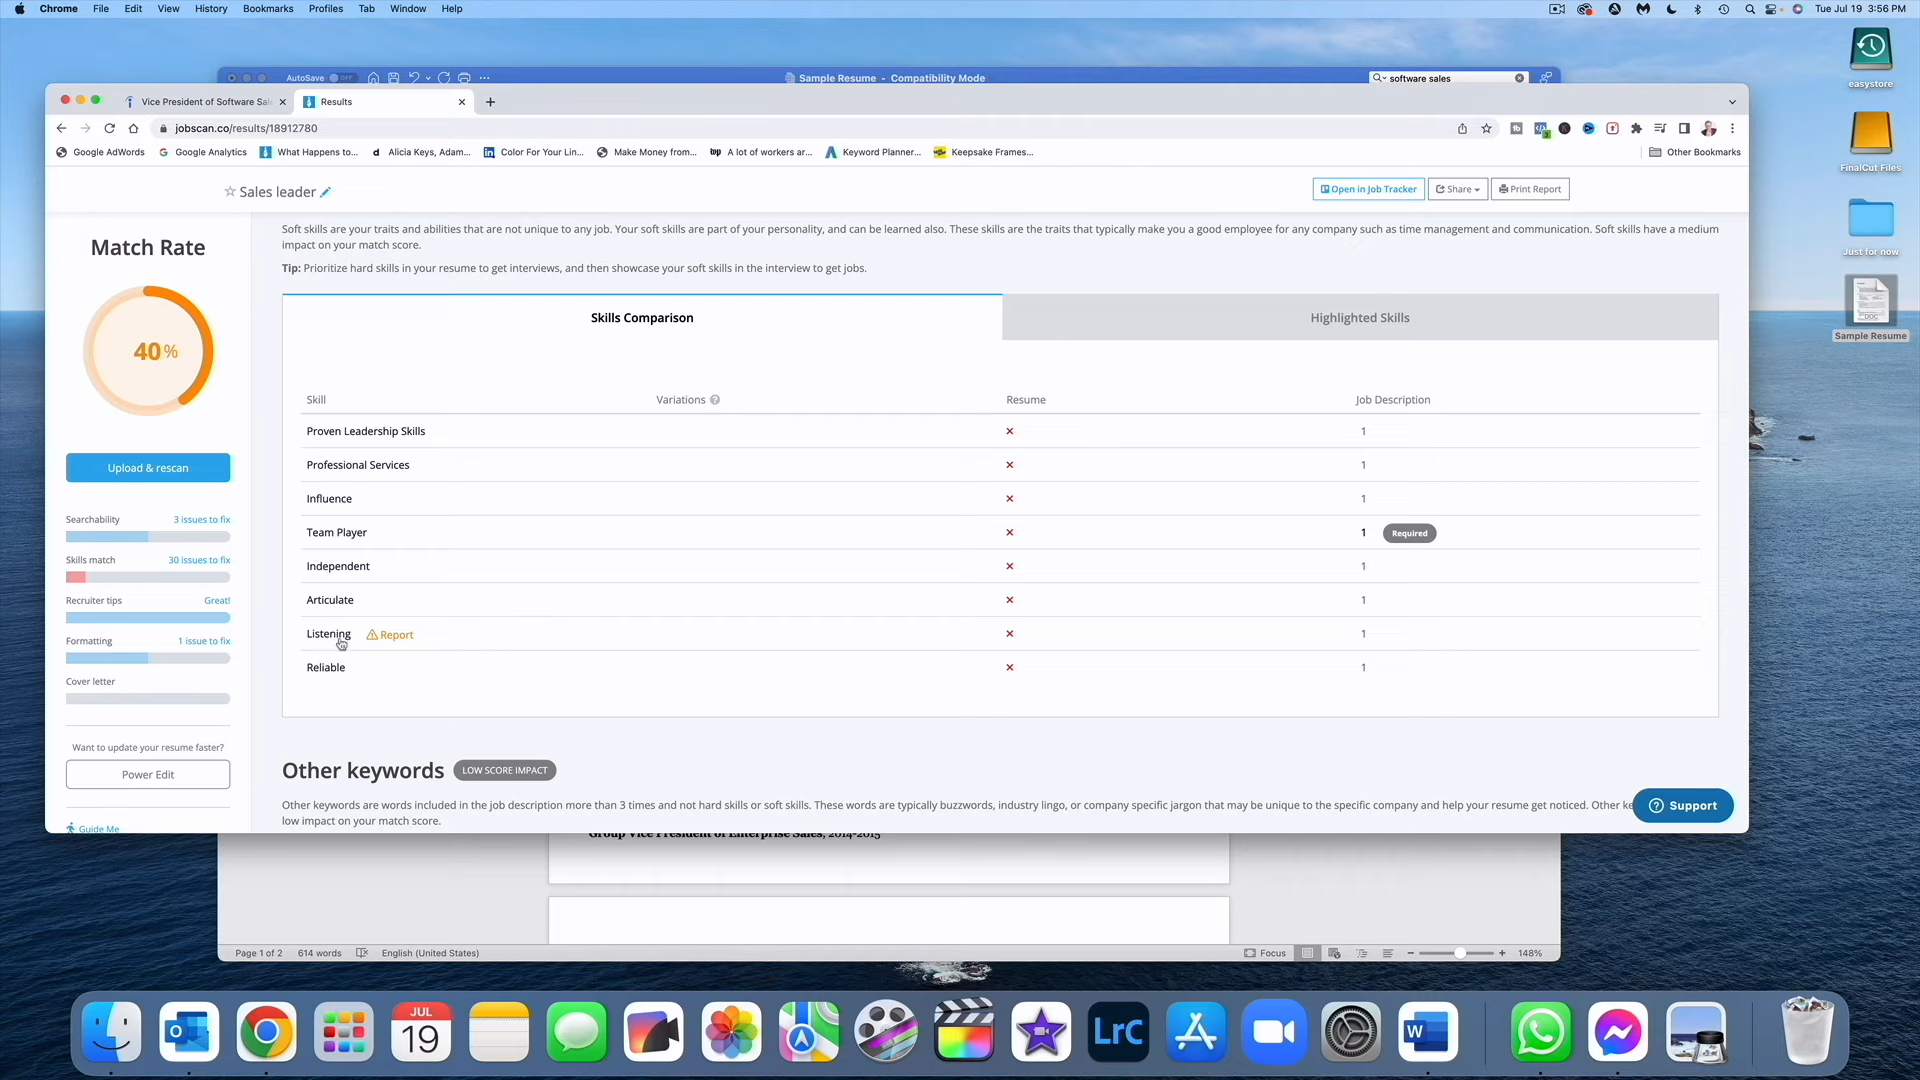 Chrome File Edit View History Bookmarks Profiles Tab Window Help
Tue Jul 19 3:56 PM
AutoSave OFF
Sample Resume - Compatibility Mode
software sales
Vice President of Software Sal
Results
jobscan.co/results/18912780
Google AdWords
Google Analytics
What Happens to...
Alicia Keys, Adam...
Color For Your Lin...
Make Money from...
A lot of workers ar...
Keyword Planner...
Keepsake Frames...
Other Bookmarks
Sales leader
Open in Job Tracker
Share
Print Report
Match Rate
40%
Upload & rescan
Searchability 3 issues to fix
Skills match 30 issues to fix
Recruiter tips Great!
Formatting 1 issue to fix
Cover letter
Want to update your resume faster?
Power Edit
Guide Me
Soft skills are your traits and abilities that are not unique to any job. Your soft skills are part of your personality, and can be learned also. These skills are the traits that typically make you a good employee for any company such as time management and communication. Soft skills have a medium
impact on your match score.
Tip: Prioritize hard skills in your resume to get interviews, and then showcase your soft skills in the interview to get jobs.
Skills Comparison
Highlighted Skills
Skill Variations Resume Job Description
Proven Leadership Skills 1
Professional Services 1
Influence 1
Team Player 1 Required
Independent 1
Articulate 1
Listening Report 1
Reliable 1
Other keywords LOW SCORE IMPACT
Other keywords are words included in the job description more than 3 times and not hard skills or soft skills. These words are typically buzzwords, industry lingo, or company specific jargon that may be unique to the specific company and help your resume get noticed. Other ke
low impact on your match score.
Support
Group Vice President of Enterprise Sales, 2014-2015
Page 1 of 2 614 words English (United States)
Focus
148%
easystore
FinalCut Files
Just for now
DOC
Sample Resume
JUL
19
LrC